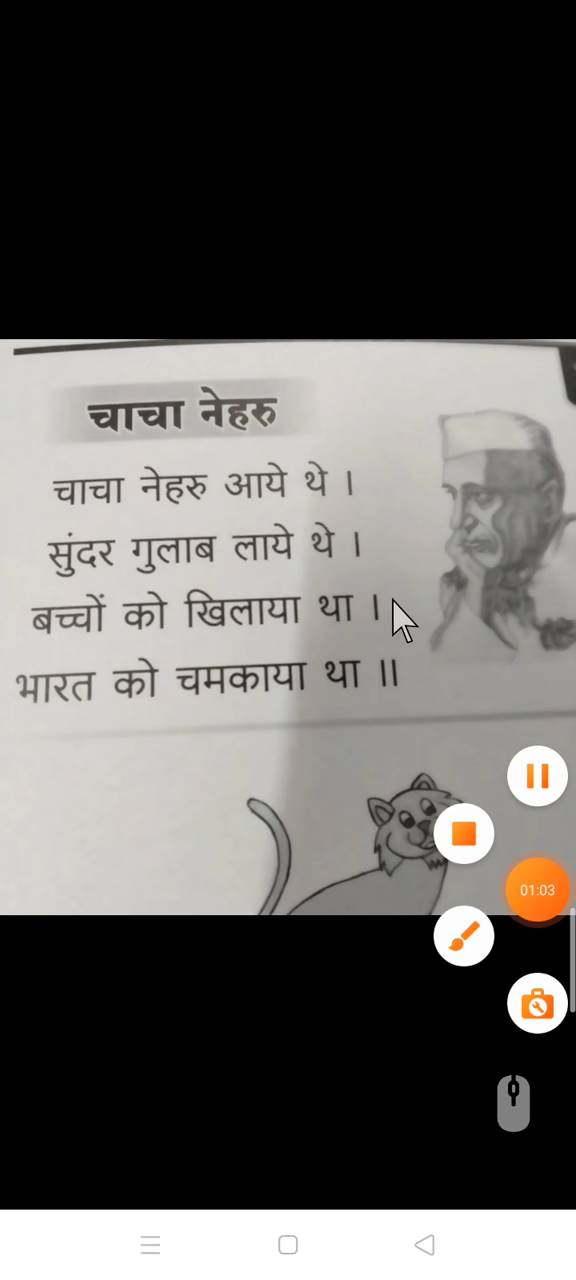 चाचा नेहरु
चाचा नेहरु आये थे ।
सुंदर गुलाब लाये थे ।
बच्चों को खिलाया था ।
भारत को चमकाया था ॥
01:03